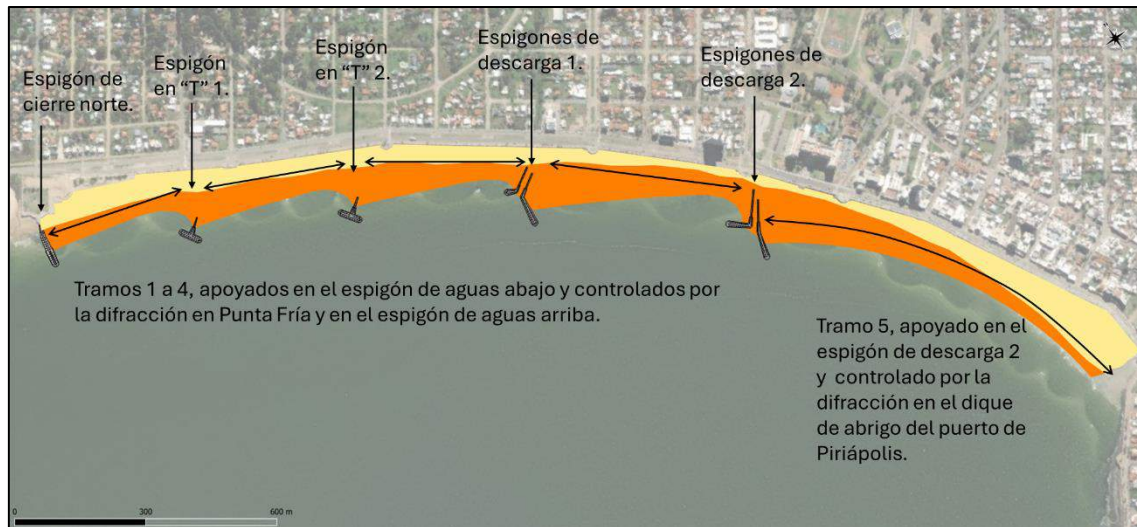 Espigón de
cierre norte.
Espigón
en “T” 1.
Espigón
en “T” 2.
Espigones de
descarga 1.
Espigones de
descarga 2.
Tramos 1 a 4, apoyados en el espigón de aguas abajo y controlados por
la difracción en Punta Fría y en el espigón de aguas arriba.
Tramo 5, apoyado en el
espigón de descarga 2
y controlado por la
difracción en el dique
de abrigo del puerto de
Piriápolis.
0 300 600 m